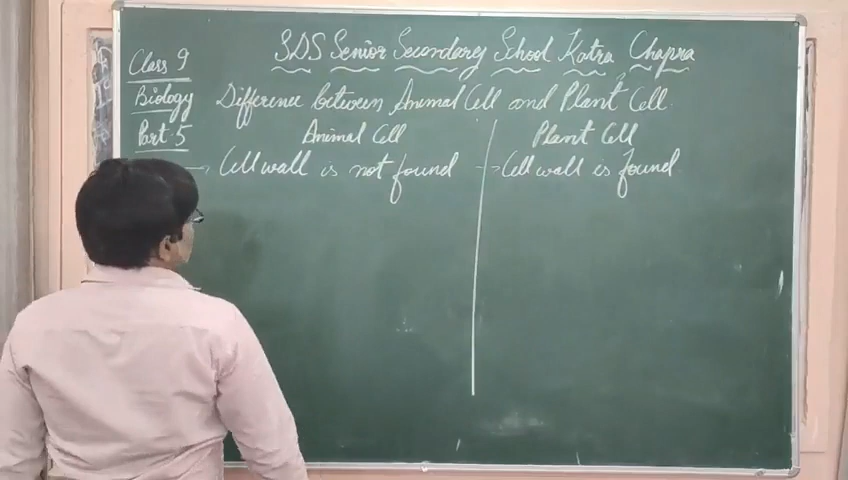 SDS Senior Secondary School Katra Chapra
Class 9
Biology
Part:5
Difference between Animal Cell and Plant Cell
Animal Cell
Plant Cell
→ Cell wall is not found
→ Cell wall is found